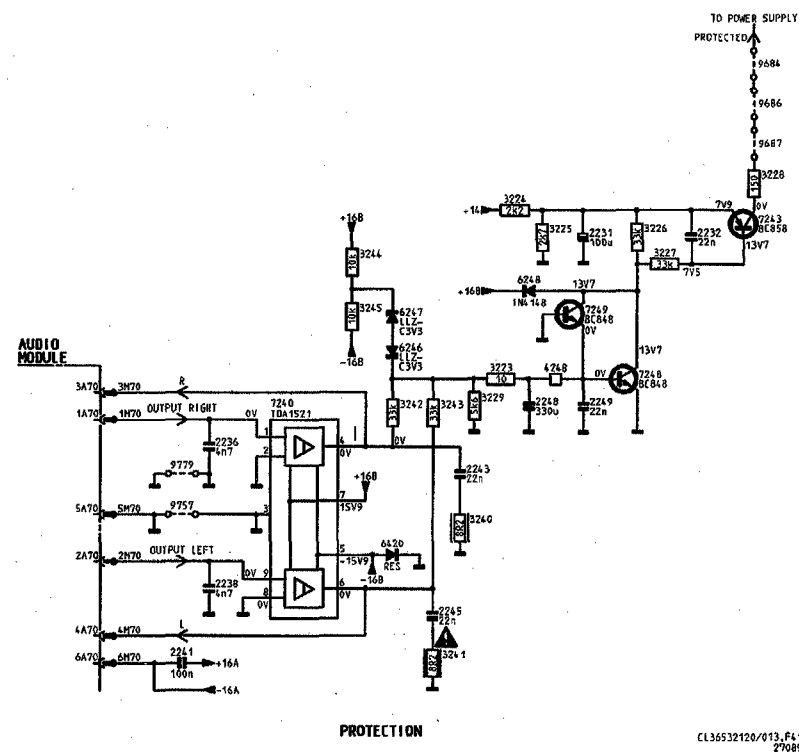 TO POWER SUPPLY
PROTECTED
9684
9686
9687
3228
150
+14
3224
2K2
7V9
0V
7243
BC858
3225
2K7
2231
100u
3226
33k
2232
22n
13V7
3227
33k
7V5
+16B
3244
10k
3245
10k
-16B
+16B
6248
1N4148
13V7
7249
BC848
0V
6247
LLZ-
C3V3
6246
LLZ-
C3V3
13V7
7248
BC848
0V
3223
10
4248
3242
33k
3243
33k
3229
5k6
2248
330u
2249
22n
AUDIO
MODULE
3A70
3M70
R
1A70
1M70
OUTPUT RIGHT
0V
7240
TDA1521
1
2
4
0V
0V
2236
4n7
2243
22n
3240
8R2
9779
+16B
7
15V9
5A70
5M70
9757
3
2A70
2M70
OUTPUT LEFT
0V
9
8
0V
5
-15V9
6420
RES
-16B
6
0V
2238
4n7
2245
22n
3241
8R2
4A70
4M70
L
6A70
6M70
2241
100n
+16A
-16A
PROTECTION
CL36532120/013.F4